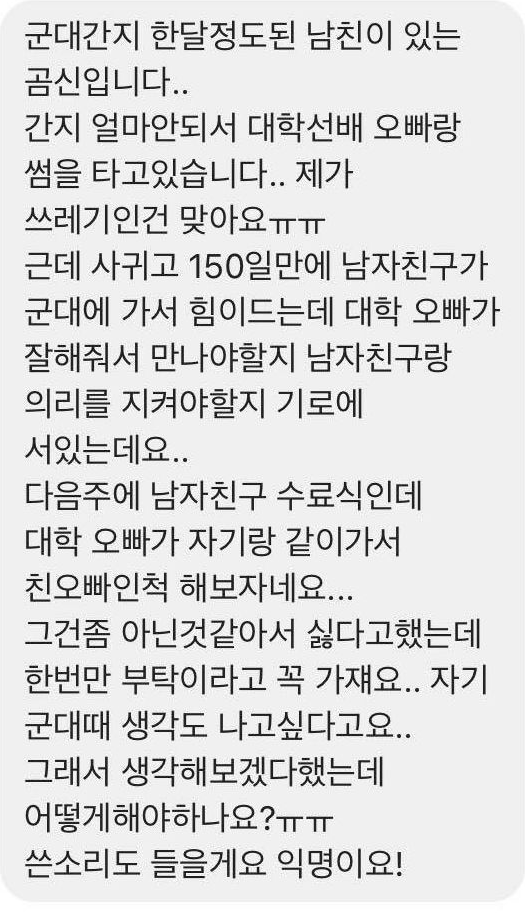 군대간지 한달정도된 남친이 있는
곰신입니다..
간지 얼마안되서 대학선배 오빠랑
썸을 타고있습니다.. 제가
쓰레기인건 맞아요ㅠㅠ
근데 사귀고 150일만에 남자친구가
군대에 가서 힘이드는데 대학 오빠가
잘해줘서 만나야할지 남자친구랑
의리를 지켜야할지 기로에
서있는데요..
다음주에 남자친구 수료식인데
대학 오빠가 자기랑 같이가서
친오빠인척 해보자네요...
그건좀 아닌것같아서 싫다고했는데
한번만 부탁이라고 꼭 가쟤요.. 자기
군대때 생각도 나고싶다고요..
그래서 생각해보겠다했는데
어떻게해야하나요?ㅠㅠ
쓴소리도 들을게요 익명이요!